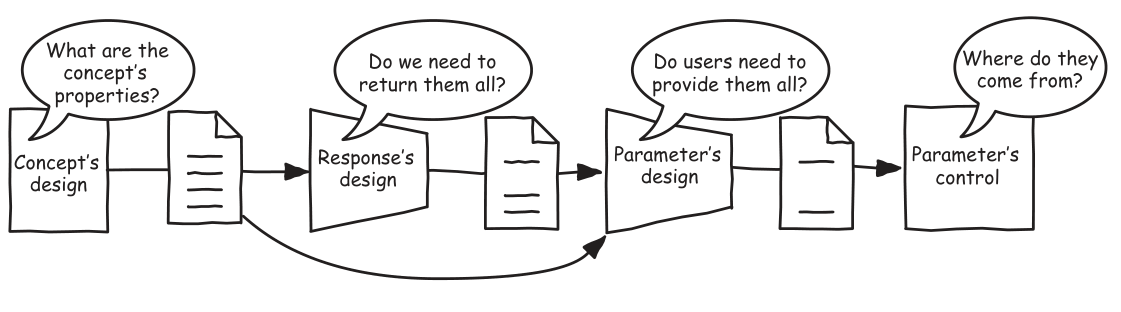 What are the
concept's
properties?
Do we need to
return them all?
Do users need to
provide them all?
Where do they
come from?
Concept's
design
Response's
design
Parameter's
design
Parameter's
control